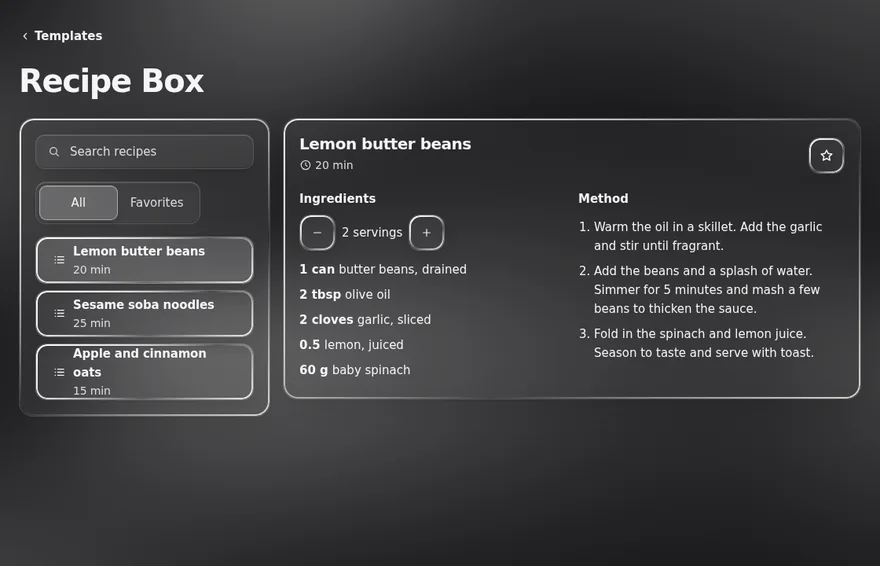 Templates
Recipe Box
Search recipes
All
Favorites
Lemon butter beans
20 min
Sesame soba noodles
25 min
Apple and cinnamon
oats
15 min
Lemon butter beans
20 min
Ingredients
2 servings
1 can butter beans, drained
2 tbsp olive oil
2 cloves garlic, sliced
0.5 lemon, juiced
60 g baby spinach
Method
1. Warm the oil in a skillet. Add the garlic
and stir until fragrant.
2. Add the beans and a splash of water.
Simmer for 5 minutes and mash a few
beans to thicken the sauce.
3. Fold in the spinach and lemon juice.
Season to taste and serve with toast.